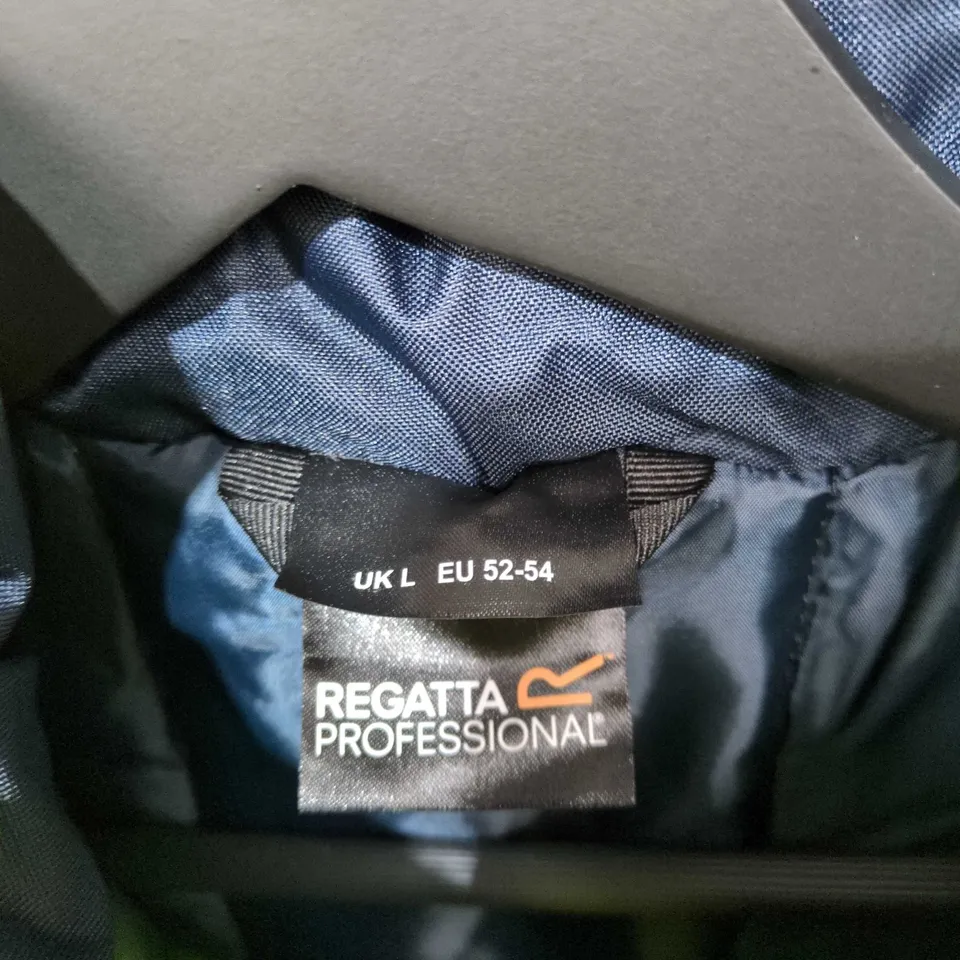 UK L EU 52-54
REGATTA
PROFESSIONAL